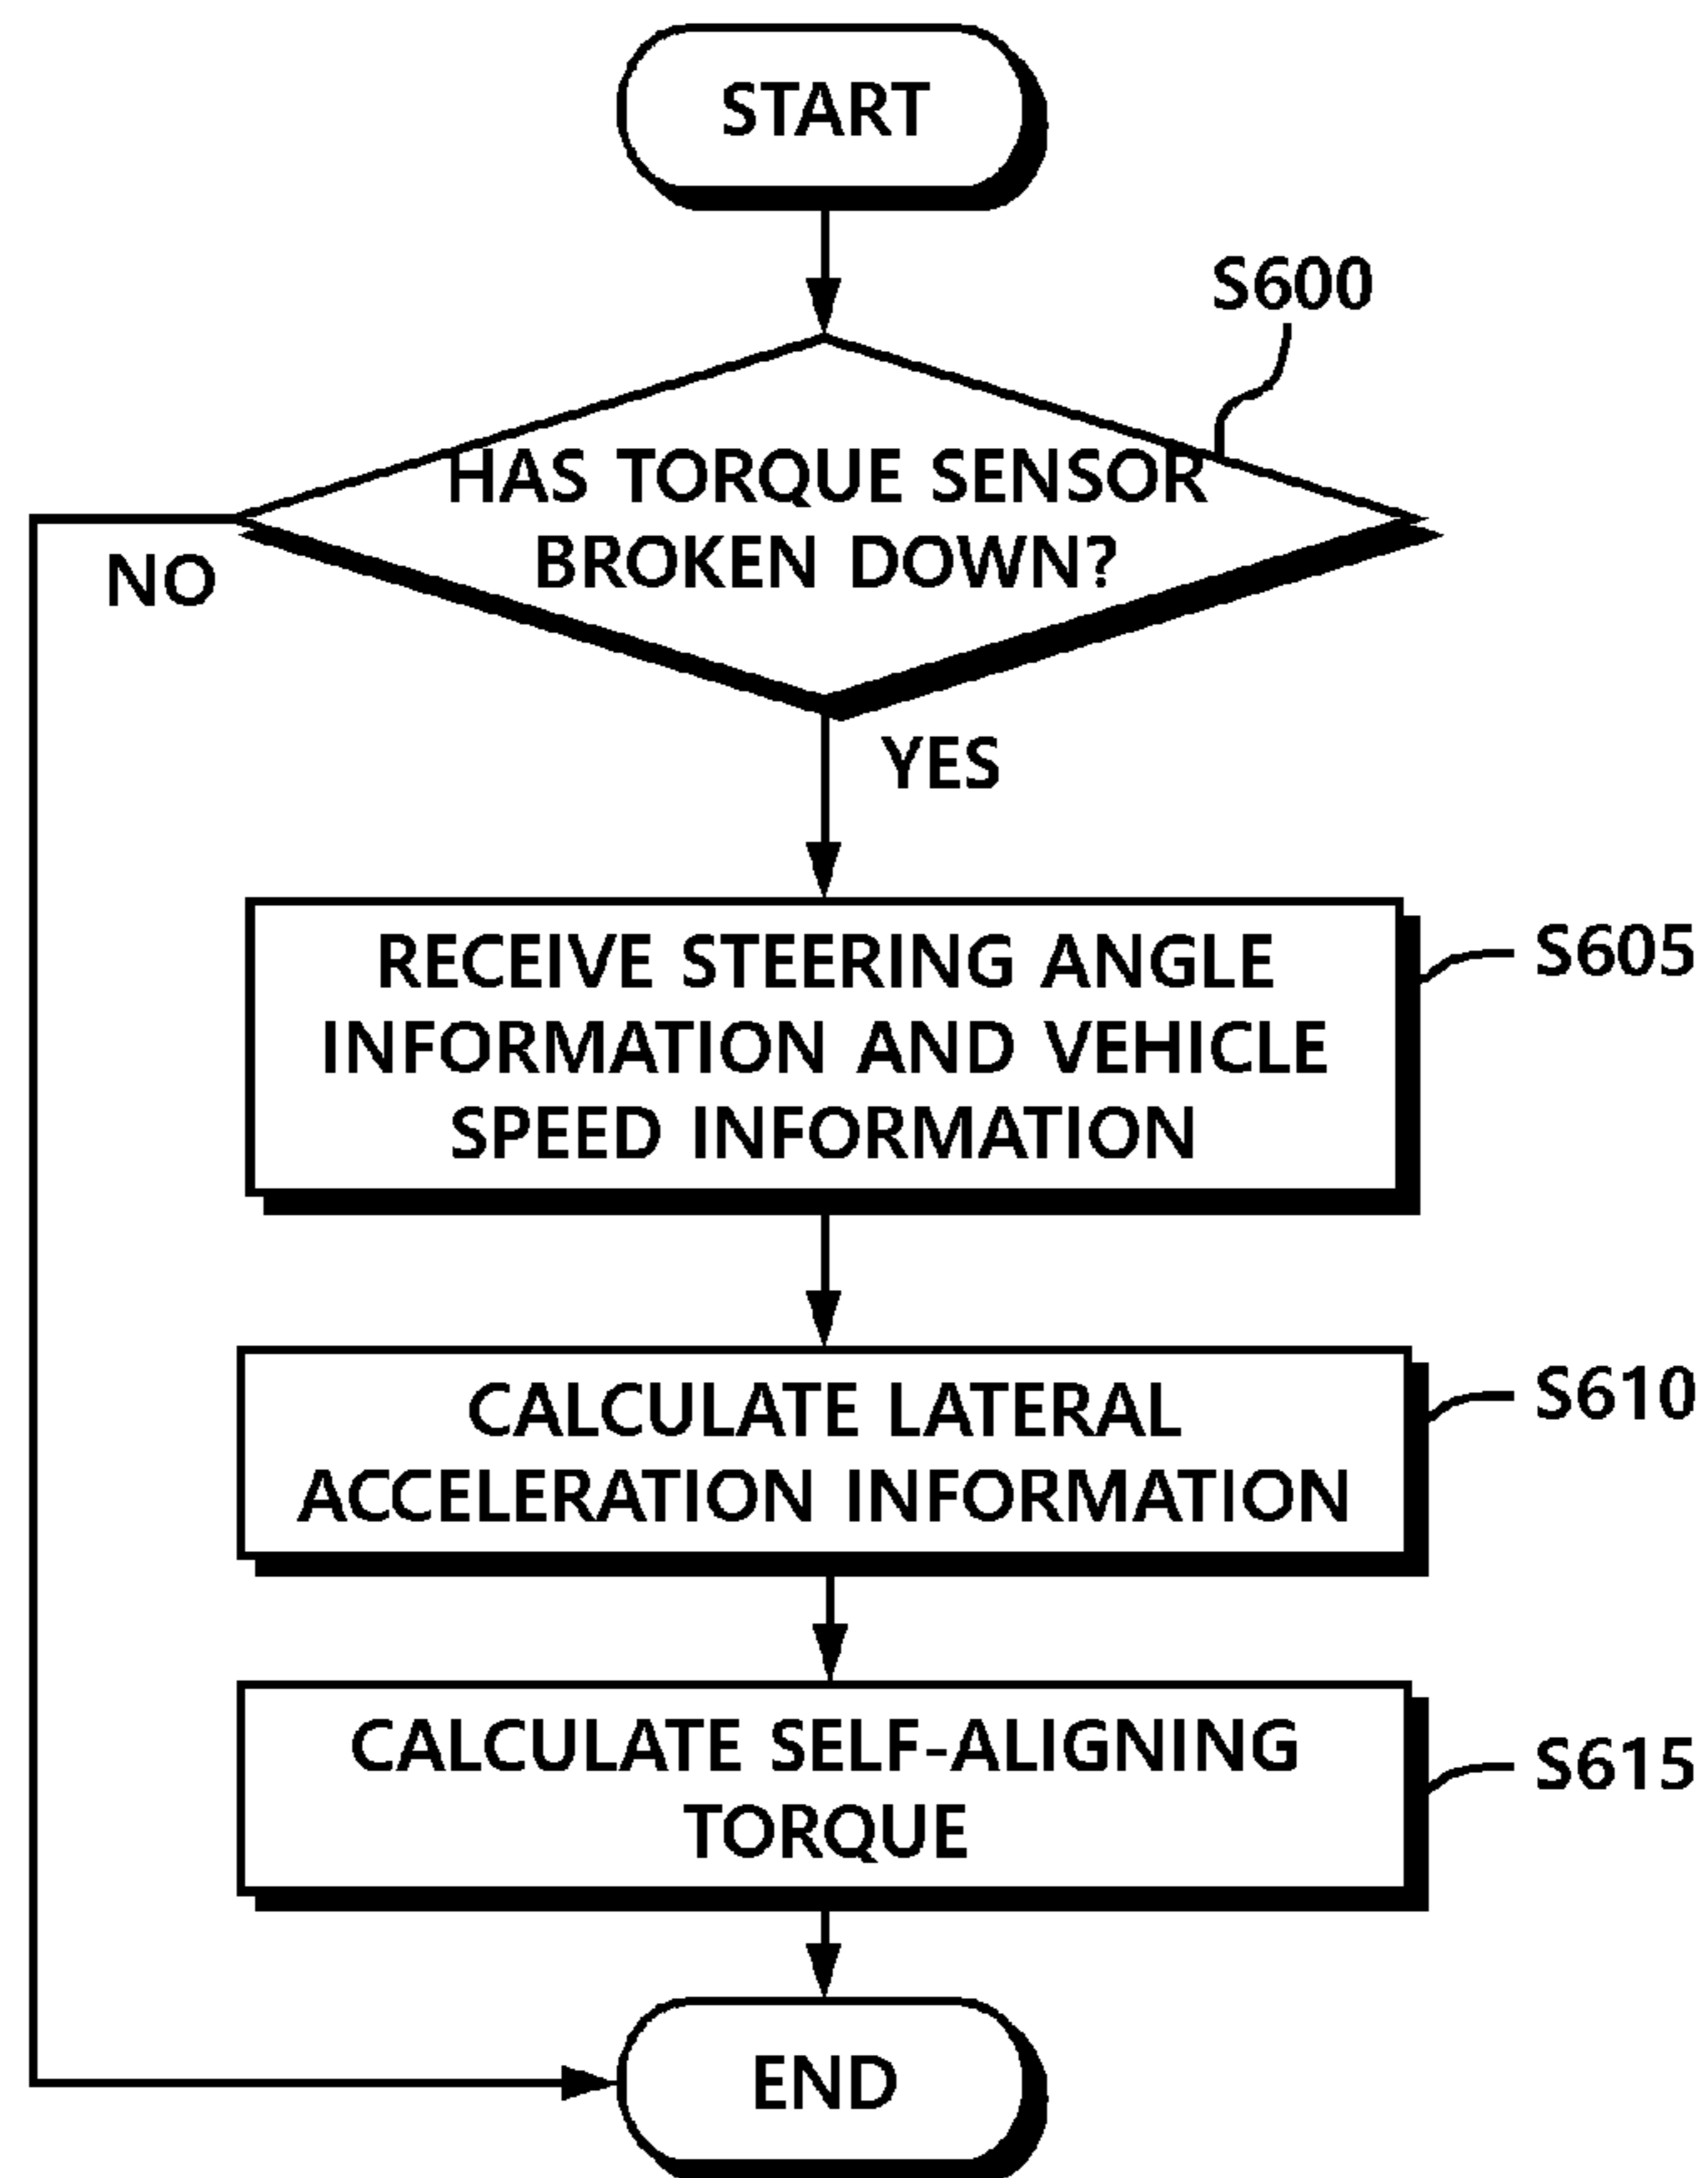 START
S600
HAS TORQUE SENSOR
BROKEN DOWN?
NO
YES
RECEIVE STEERING ANGLE
INFORMATION AND VEHICLE
SPEED INFORMATION
S605
CALCULATE LATERAL
ACCELERATION INFORMATION
S610
CALCULATE SELF-ALIGNING
TORQUE
S615
END